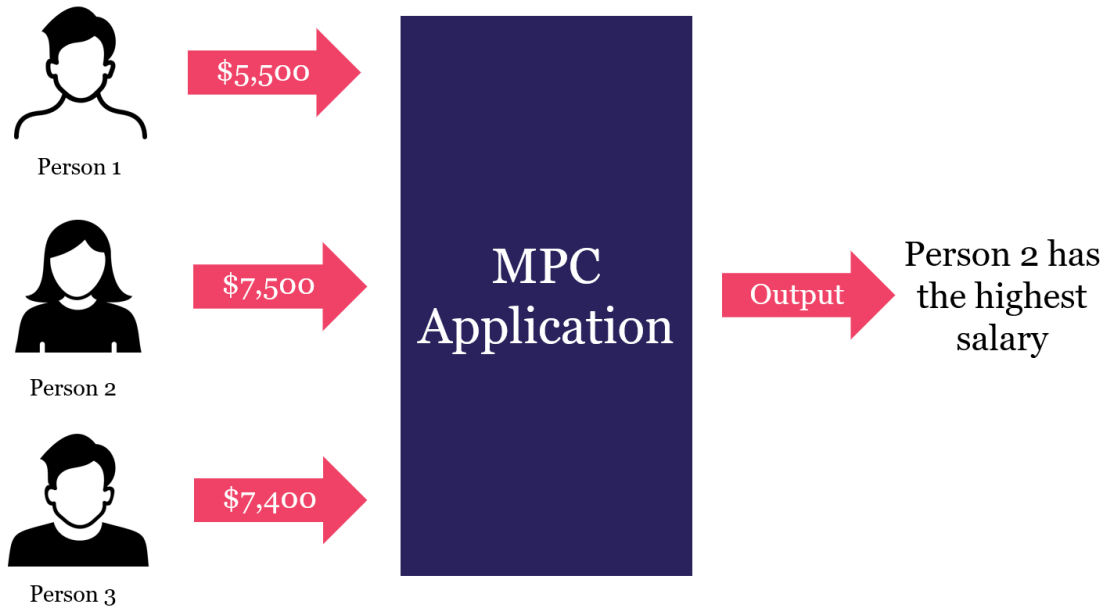 $5,500
Person 1
$7,500
Person 2
$7,400
Person 3
MPC
Application
Output
Person 2 has
the highest
salary